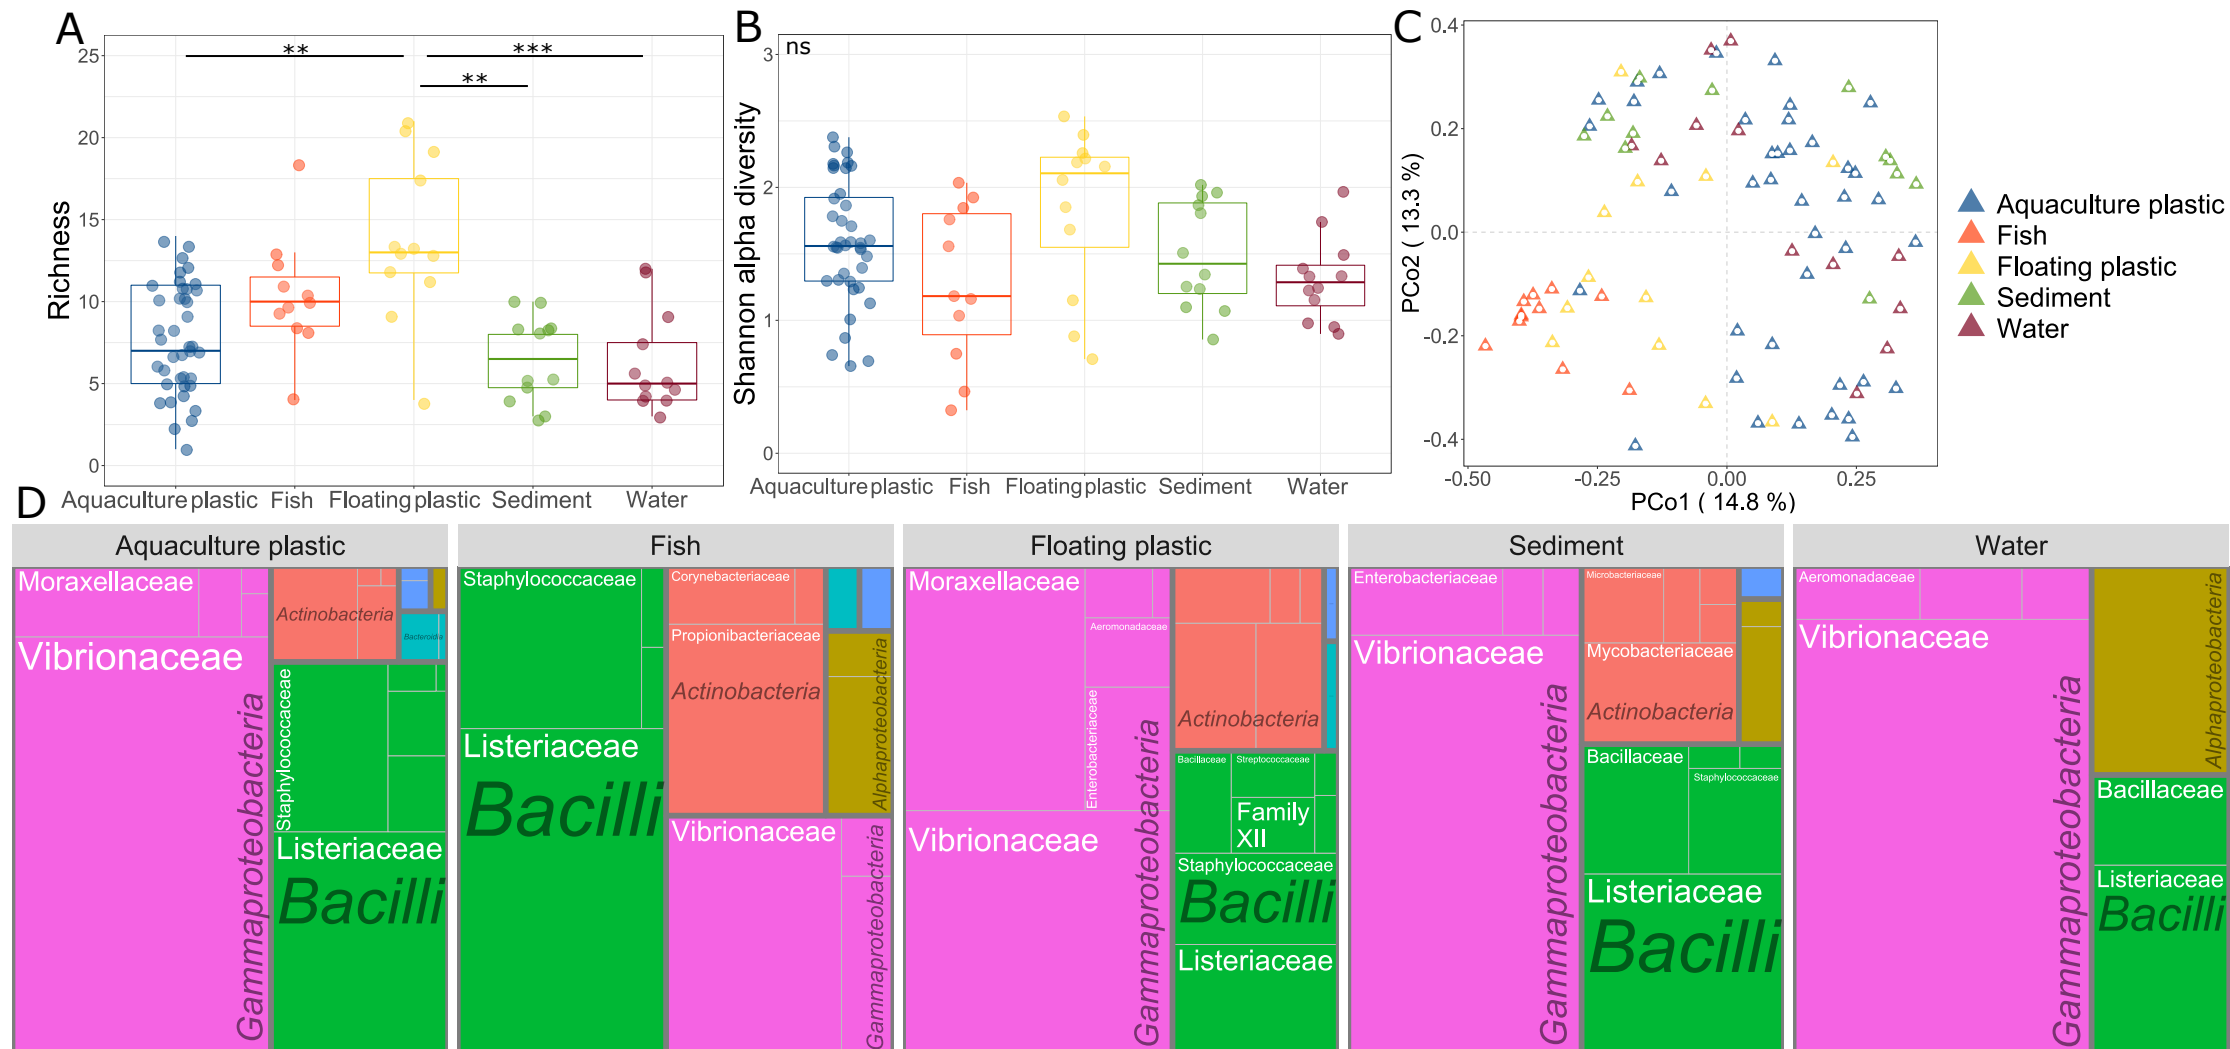 A
Richness
25
20
15
10
5
0
**
***
**
Aquaculture plastic
Fish
Floating plastic
Sediment
Water
B
ns
Shannon alpha diversity
3
2
1
0
Aquaculture plastic
Fish
Floating plastic
Sediment
Water
C
PCo2 ( 13.3 %)
0.4
0.2
0.0
-0.2
-0.4
-0.50
-0.25
0.00
0.25
PCo1 ( 14.8 %)
Aquaculture plastic
Fish
Floating plastic
Sediment
Water
D
Aquaculture plastic
Moraxellaceae
Vibrionaceae
Gammaproteobacteria
Actinobacteria
Bacteroidia
Staphylococcaceae
Listeriaceae
Bacilli
Fish
Staphylococcaceae
Listeriaceae
Bacilli
Corynebacteriaceae
Propionibacteriaceae
Actinobacteria
Alphaproteobacteria
Vibrionaceae
Gammaproteobacteria
Floating plastic
Moraxellaceae
Aeromonadaceae
Enterobacteriaceae
Vibrionaceae
Gammaproteobacteria
Actinobacteria
Bacillaceae
Streptococcaceae
Family
XII
Staphylococcaceae
Bacilli
Listeriaceae
Sediment
Enterobacteriaceae
Vibrionaceae
Gammaproteobacteria
Microbacteriaceae
Mycobacteriaceae
Actinobacteria
Bacillaceae
Staphylococcaceae
Listeriaceae
Bacilli
Water
Aeromonadaceae
Vibrionaceae
Gammaproteobacteria
Alphaproteobacteria
Bacillaceae
Listeriaceae
Bacilli